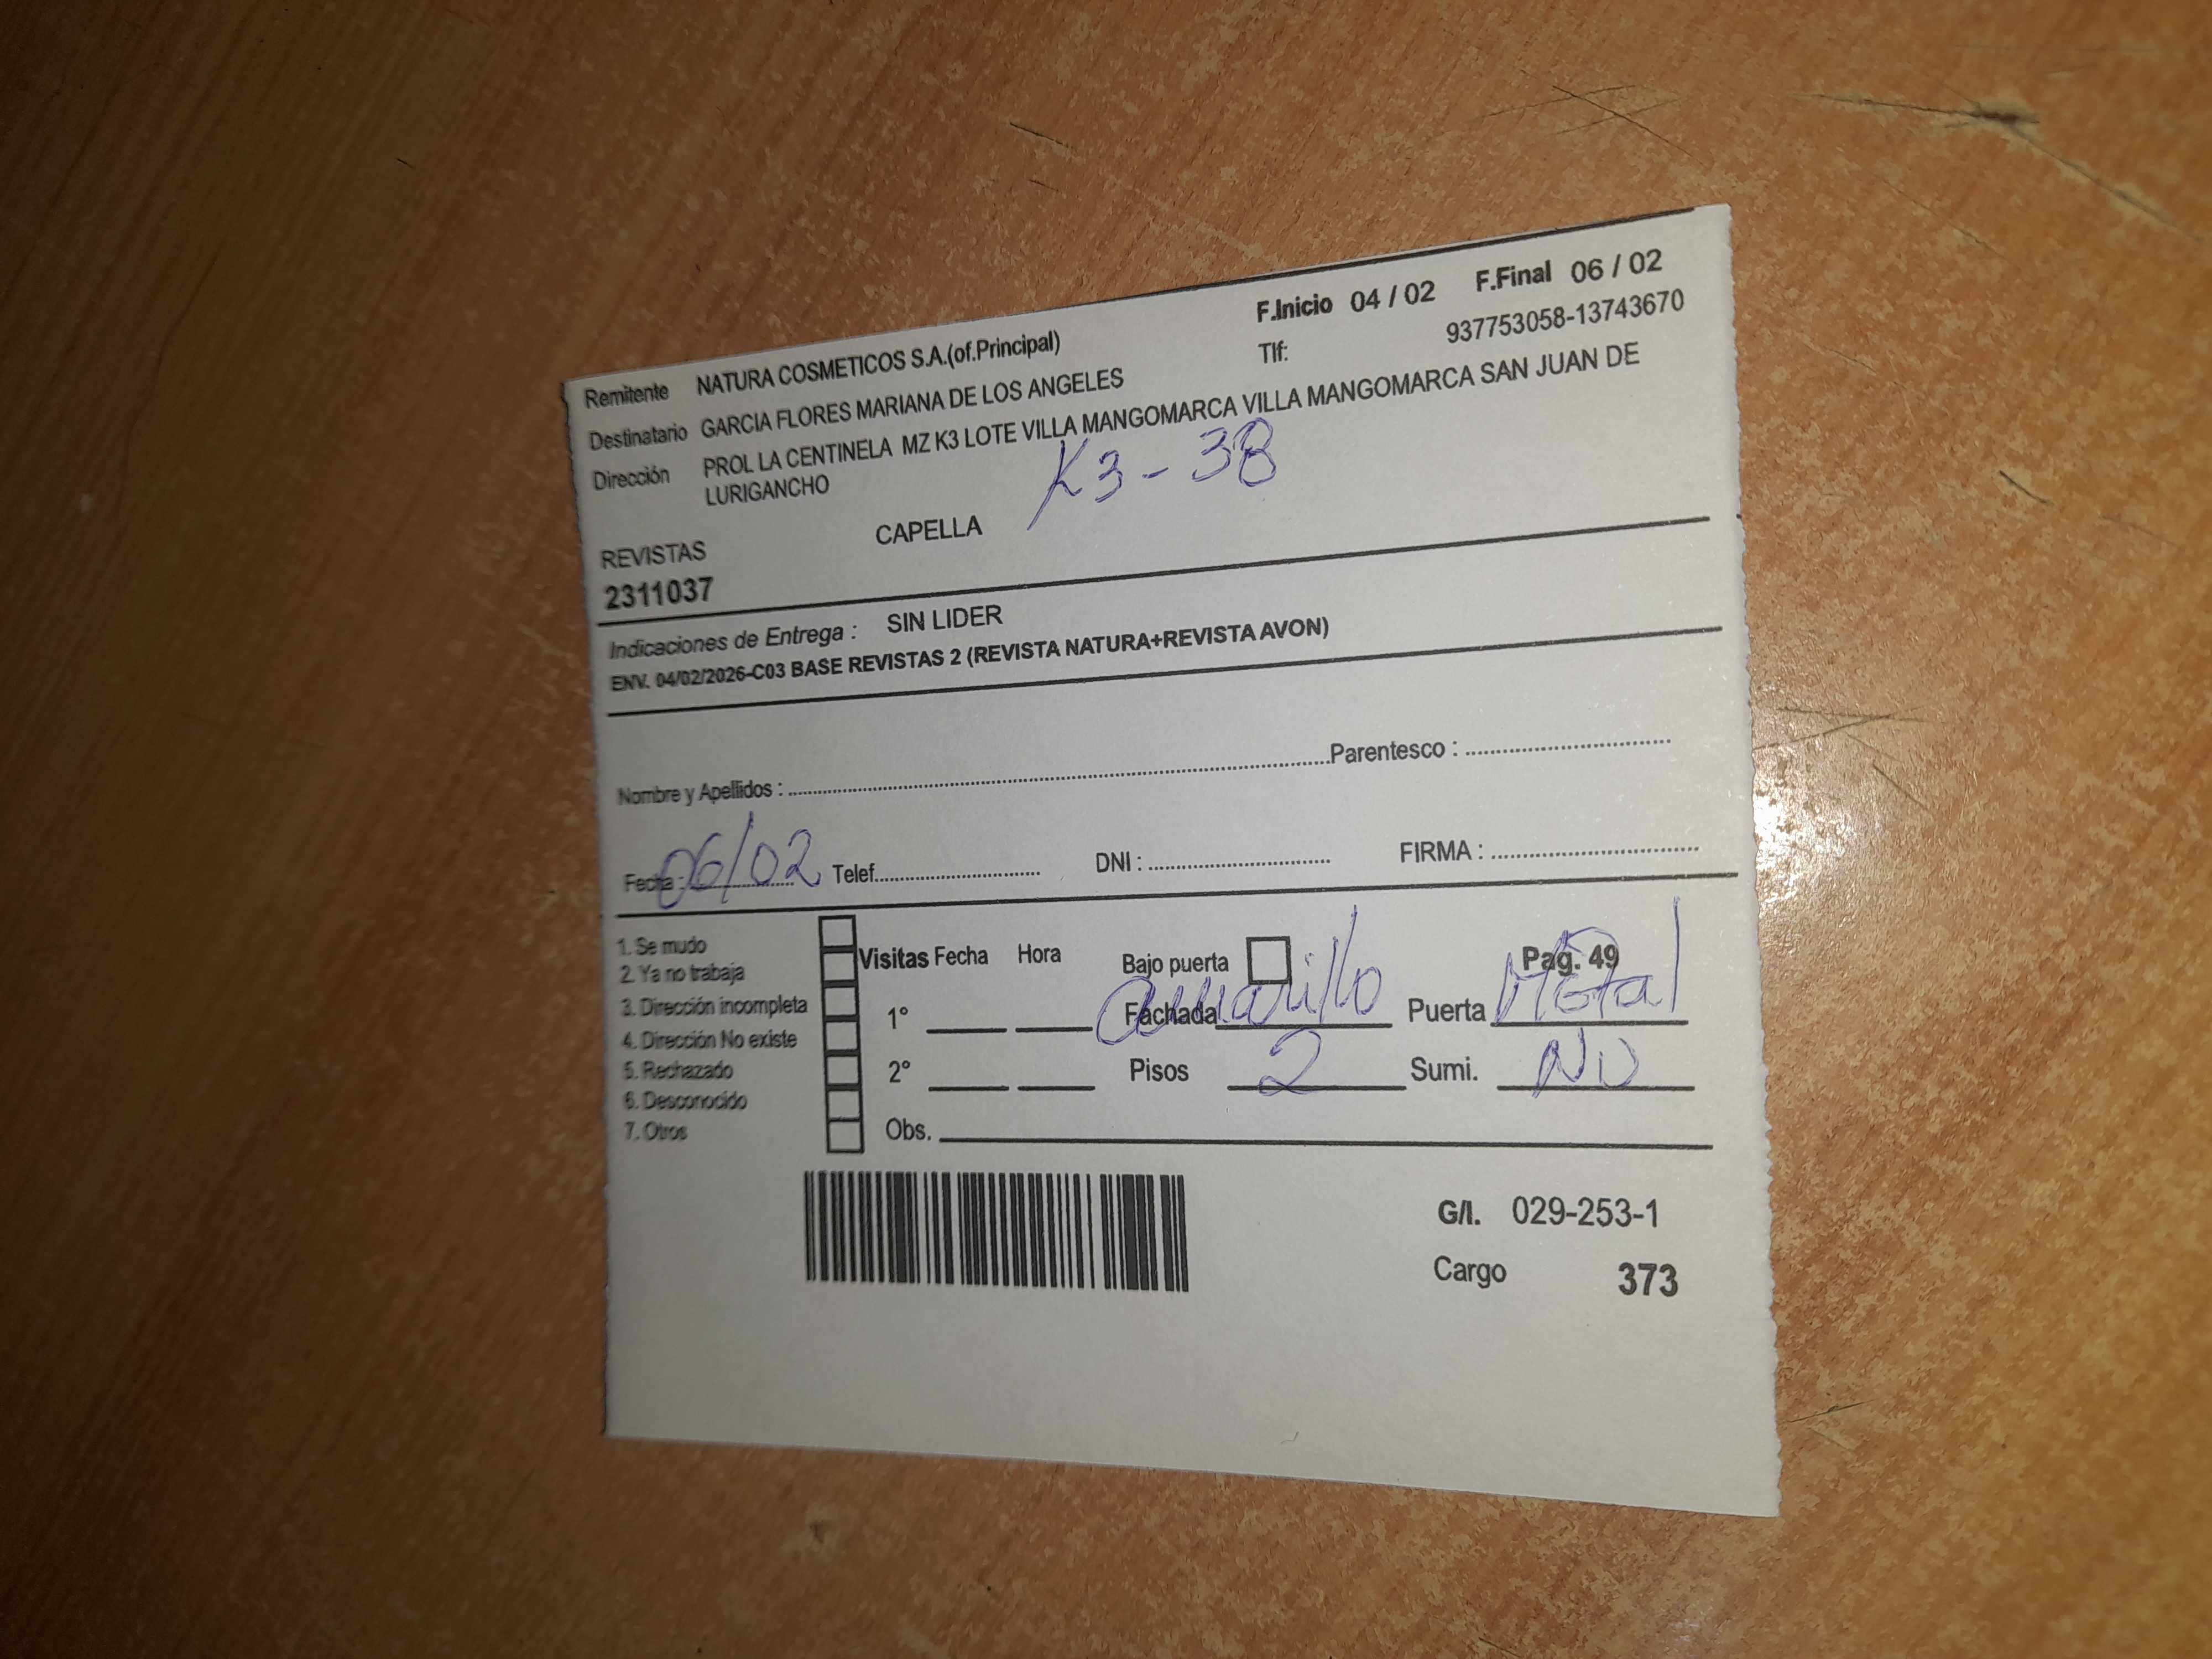 F.Inicio 04 / 02 F.Final 06 / 02
Remitente NATURA COSMETICOS S.A.(of.Principal) Tlf: 937753058-13743670
Destinatario GARCIA FLORES MARIANA DE LOS ANGELES
Dirección PROL LA CENTINELA MZ K3 LOTE VILLA MANGOMARCA VILLA MANGOMARCA SAN JUAN DE
LURIGANCHO
K3-38
REVISTAS CAPELLA
2311037
Indicaciones de Entrega : SIN LIDER
ENV. 04/02/2026-C03 BASE REVISTAS 2 (REVISTA NATURA+REVISTA AVON)
Nombre y Apellidos : Parentesco :
Fecha : 06/02 Telef. DNI : FIRMA :
1. Se mudo
2. Ya no trabaja
3. Dirección incompleta
4. Dirección No existe
5. Rechazado
6. Desconocido
7. Otros
Visitas Fecha Hora Bajo puerta Pag. 49
1° Fachada amarillo Puerta Metal
2° Pisos 2 Sumi. NO
Obs.
G/I. 029-253-1
Cargo 373